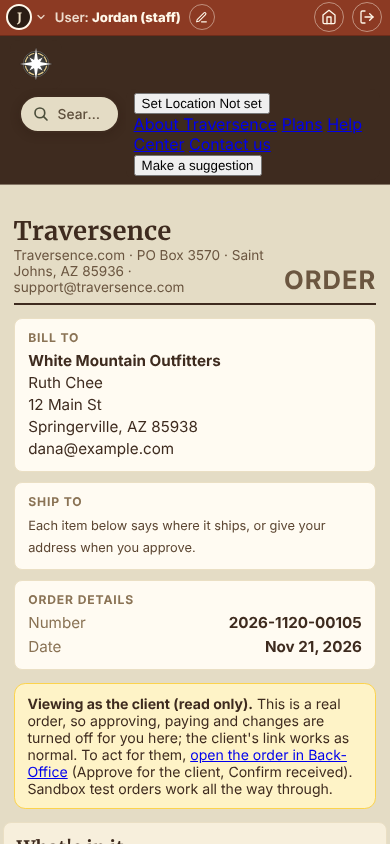 J User: Jordan (staff)
Sear...
Set Location Not set
About Traversence Plans Help
Center Contact us
Make a suggestion
Traversence
Traversence.com · PO Box 3570 · Saint
Johns, AZ 85936 ·
support@traversence
ORDER
BILL TO
White Mountain Outfitters
Ruth Chee
12 Main St
Springerville, AZ 85938
dana@example.com
SHIP TO
Each item below says where it ships, or give your
address when you approve.
ORDER DETAILS
Number 2026-1120-00105
Date Nov 21, 2026
Viewing as the client (read only). This is a real
order, so approving, paying and changes are
turned off for you here; the client's link works as
normal. To act for them, open the order in Back-
Office (Approve for the client, Confirm received).
Sandbox test orders work all the way through.
What's in it